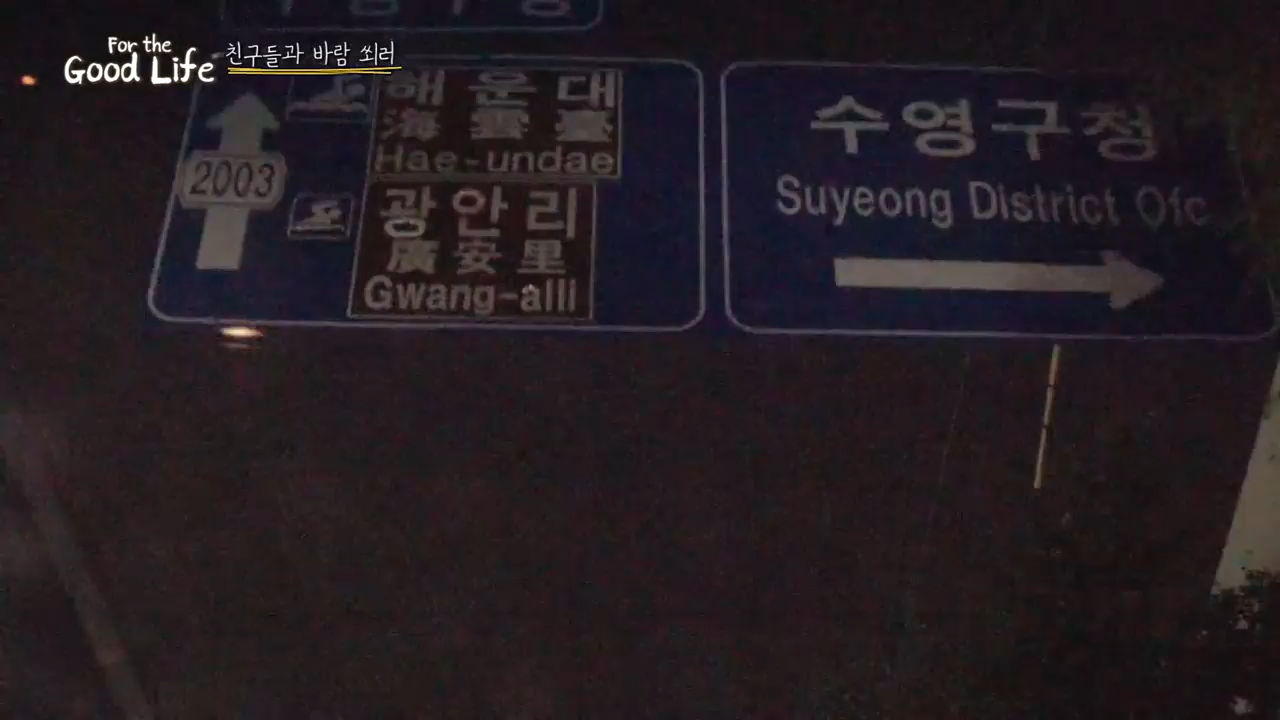 For the
Good Life
친구들과 바람 쐬러
해운대
海雲臺
Hae-undae
2003
광안리
廣安里
Gwang-alli
수영구청
Suyeong District Ofc